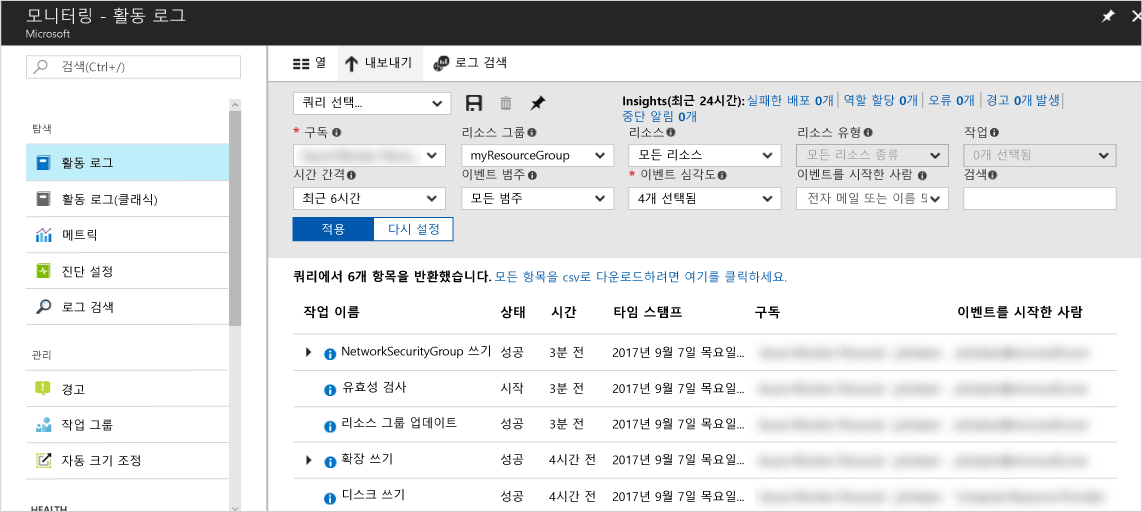 모니터링 - 활동 로그
Microsoft
검색(Ctrl+/)
탐색
활동 로그
활동 로그(클래식)
메트릭
진단 설정
로그 검색
관리
경고
작업 그룹
자동 크기 조정
HEALTH
열 내보내기 로그 검색
쿼리 선택... Insights(최근 24시간): 실패한 배포 0개 | 역할 할당 0개 | 오류 0개 | 경고 0개 발생 |
중단 알림 0개
* 구독 리소스 그룹 리소스 리소스 유형 작업
myResourceGroup 모든 리소스 모든 리소스 종류 0개 선택됨
시간 간격 이벤트 범주 * 이벤트 심각도 이벤트를 시작한 사람 검색
최근 6시간 모든 범주 4개 선택됨 전자 메일 또는 이름 또
적용 다시 설정
쿼리에서 6개 항목을 반환했습니다. 모든 항목을 csv로 다운로드하려면 여기를 클릭하세요.
작업 이름 상태 시간 타임 스탬프 구독 이벤트를 시작한 사람
NetworkSecurityGroup 쓰기 성공 3분 전 2017년 9월 7일 목요일...
유효성 검사 시작 3분 전 2017년 9월 7일 목요일...
리소스 그룹 업데이트 성공 3분 전 2017년 9월 7일 목요일...
확장 쓰기 성공 4시간 전 2017년 9월 7일 목요일...
디스크 쓰기 성공 4시간 전 2017년 9월 7일 목요일...